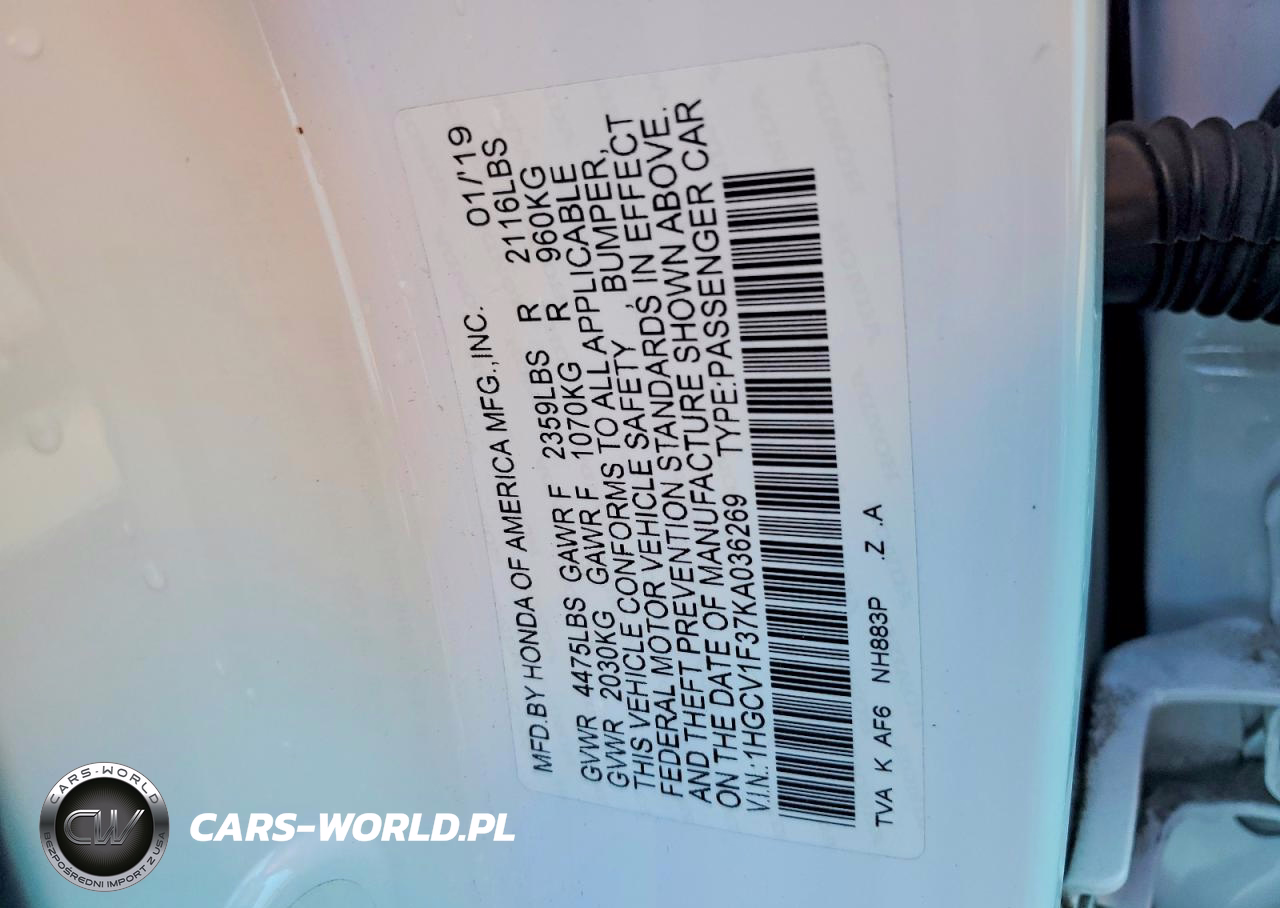 MFD.BY HONDA OF AMERICA MFG.,INC. 01/'19
GVWR 4475LBS GAWR F 2359LBS R 2116LBS
GVWR 2030KG GAWR F 1070KG R 960KG
THIS VEHICLE CONFORMS TO ALL APPLICABLE
FEDERAL MOTOR VEHICLE SAFETY , BUMPER,
AND THEFT PREVENTION STANDARDS IN EFFECT
ON THE DATE OF MANUFACTURE SHOWN ABOVE.
V.I.N.:1HGCV1F37KA036269 TYPE:PASSENGER CAR
TVA K AF6 NH883P .Z .A
CARS-WORLD
CW
BEZPOŚREDNI IMPORT Z USA
CARS-WORLD.PL